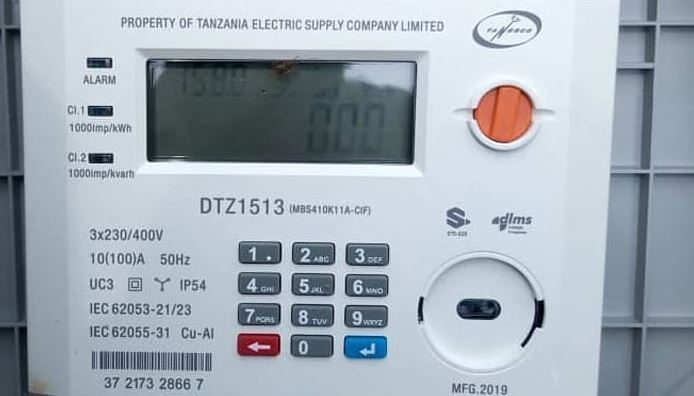 PROPERTY OF TANZANIA ELECTRIC SUPPLY COMPANY LIMITED
TANESCO
ALARM
Cl.1
1000imp/kWh
Cl.2
1000imp/kvarh
000
DTZ1513 (MBS410K11A-CIF)
3x230/400V
10(100)A 50Hz
UC3 IP54
IEC 62053-21/23
IEC 62055-31 Cu-Al
37 2173 2866 7
1 .
2 ABC
3 DEF
4 GHI
5 JKL
6 MNO
7 PQRS
8 TUV
9 WXYZ
0
S
STS
dlms
MFG.2019